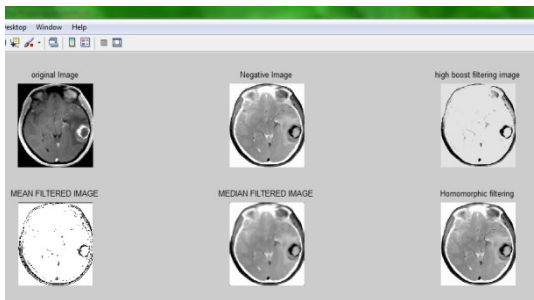 Desktop Window Help
original Image
Negative Image
high boost filtering image
MEAN FILTERED IMAGE
MEDIAN FILTERED IMAGE
Homomorphic filtering